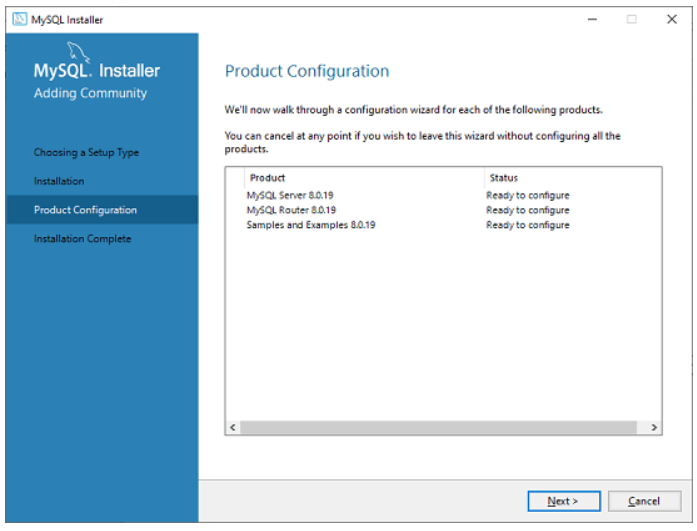 MySQL Installer
MySQL. Installer
Adding Community
Choosing a Setup Type
Installation
Product Configuration
Installation Complete
Product Configuration
We'll now walk through a configuration wizard for each of the following products.
You can cancel at any point if you wish to leave this wizard without configuring all the
products.
Product Status
MySQL Server 8.0.19 Ready to configure
MySQL Router 8.0.19 Ready to configure
Samples and Examples 8.0.19 Ready to configure
Next > Cancel